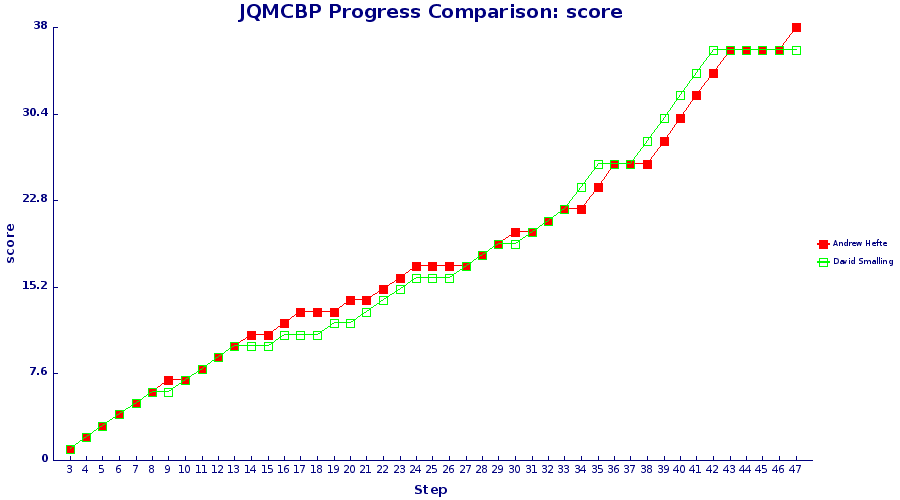 JQMCBP Progress Comparison: score
38
30.4
22.8
15.2
7.6
0
score
3 4 5 6 7 8 9 10 11 12 13 14 15 16 17 18 19 20 21 22 23 24 25 26 27 28 29 30 31 32 33 34 35 36 37 38 39 40 41 42 43 44 45 46 47
Step
Andrew Hefte
David Smalling